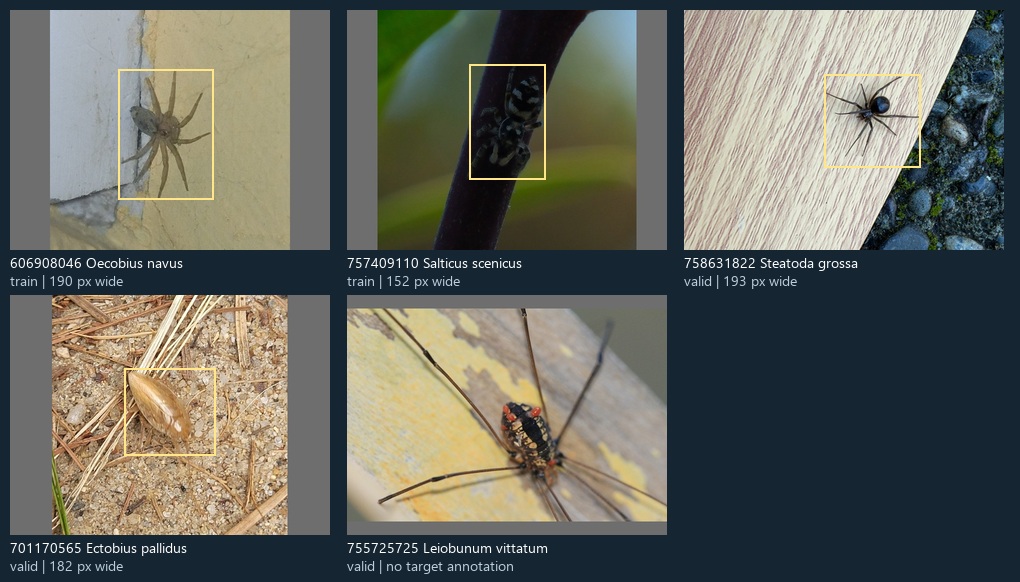 606908046 Oecobius navus
train | 190 px wide
757409110 Salticus scenicus
train | 152 px wide
758631822 Steatoda grossa
valid | 193 px wide
701170565 Ectobius pallidus
valid | 182 px wide
755725725 Leiobunum vittatum
valid | no target annotation